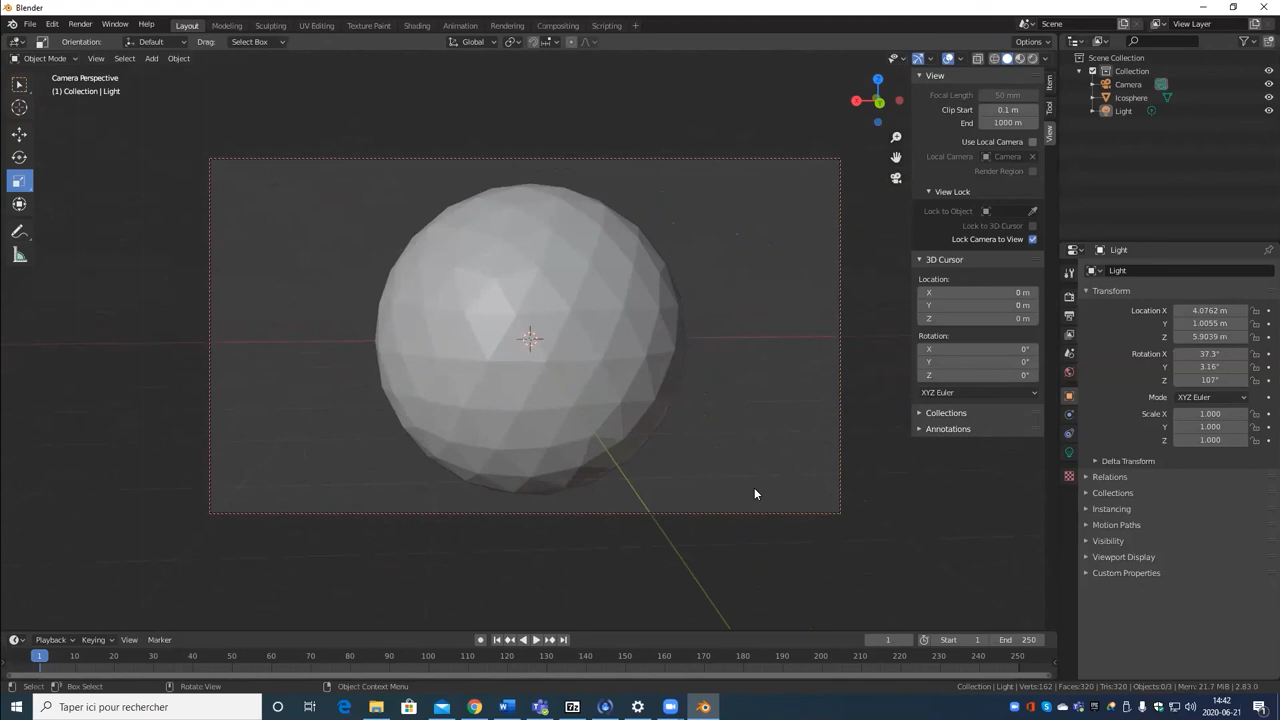 Blender
File Edit Render Window Help Layout Modeling Sculpting UV Editing Texture Paint Shading Animation Rendering Compositing Scripting + Scene View Layer
Orientation: Default Drag: Select Box Global Options
Object Mode View Select Add Object
Camera Perspective
(1) Collection | Light
X
Y
Z
View
Focal Length 50 mm
Clip Start 0.1 m
End 1000 m
Use Local Camera
Local Camera Camera
Render Region
View Lock
Lock to Object
Lock to 3D Cursor
Lock Camera to View
3D Cursor
Location:
X 0 m
Y 0 m
Z 0 m
Rotation:
X 0°
Y 0°
Z 0°
XYZ Euler
Collections
Annotations
Item
Tool
View
Scene Collection
Collection
Camera
Icosphere
Light
Light
Light
Transform
Location X 4.0762 m
Y 1.0055 m
Z 5.9039 m
Rotation X 37.3°
Y 3.16°
Z 107°
Mode XYZ Euler
Scale X 1.000
Y 1.000
Z 1.000
Delta Transform
Relations
Collections
Instancing
Motion Paths
Visibility
Viewport Display
Custom Properties
Playback Keying View Marker 1 Start 1 End 250
1 10 20 30 40 50 60 70 80 90 100 110 120 130 140 150 160 170 180 190 200 210 220 230 240 250
Select Box Select Rotate View Object Context Menu Collection | Light | Verts:162 | Faces:320 | Tris:320 | Objects:0/3 | Mem: 21.7 MiB | 2.83.0
Taper ici pour rechercher
14:42
2020-06-21